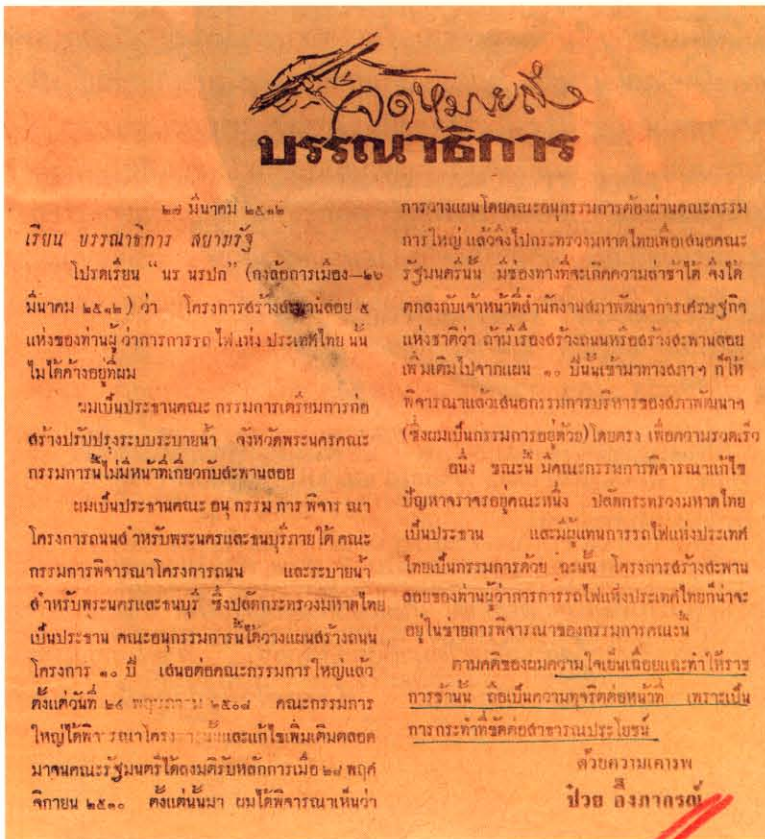 จดหมายถึง
บรรณาธิการ
๒๗ มีนาคม ๒๕๑๒
เรียน บรรณาธิการ สยามรัฐ
โปรดเรียน “นร นรปก” (กงล้อการเมือง—๒๖
มีนาคม ๒๕๑๒) ว่า โครงการสร้างสะพานลอย ๕
แห่งของท่านผู้ว่าการการรถไฟแห่งประเทศไทยนั้น
ไม่ได้ค้างอยู่ที่ผม
ผมเป็นประธานคณะกรรมการเตรียมการก่อ
สร้างปรับปรุงระบบระบายน้ำ จังหวัดพระนครคณะ
กรรมการนี้ไม่มีหน้าที่เกี่ยวกับสะพานลอย
ผมเป็นประธานคณะอนุกรรมการพิจารณา
โครงการถนนสำหรับพระนครและธนบุรีภายใต้คณะ
กรรมการพิจารณาโครงการถนน และระบายน้ำ
สำหรับพระนครและธนบุรี ซึ่งปลัดกระทรวงมหาดไทย
เป็นประธาน คณะอนุกรรมการนี้ได้วางแผนสร้างถนน
โครงการ ๑๐ ปี เสนอต่อคณะกรรมการใหญ่แล้ว
ตั้งแต่วันที่ ๒๔ ๒๕๐๘ คณะกรรมการ
ใหญ่ได้พิจารณาโครงการนั้นและแก้ไขเพิ่มเติมตลอด
มาจนคณะรัฐมนตรีได้ลงมติรับหลักการเมื่อ ๒๘ พฤศ
จิกายน ๒๕๑๐ ตั้งแต่นั้นมา ผมได้พิจารณาเห็นว่า
การวางแผนโดยคณะอนุกรรมการต้องผ่านคณะกรรม
การใหญ่ แล้วจึงไปกระทรวงมหาดไทยเพื่อเสนอคณะ
รัฐมนตรีนั้น มีช่องทางที่จะเกิดความล่าช้าได้ จึงได้
ตกลงกับเจ้าหน้าที่สำนักงานสภาพัฒนาการเศรษฐกิจ
แห่งชาติว่า ถ้ามีเรื่องสร้างถนนหรือสร้างสะพานลอย
เพิ่มเติมไปจากแผน ๑๐ ปีนั้นเข้ามาทางสภาฯ ก็ให้
พิจารณาแล้วเสนอกรรมการบริหารของสภาพัฒนาฯ
(ซึ่งผมเป็นกรรมการอยู่ด้วย)โดยตรง เพื่อความรวดเร็ว
อนึ่ง ขณะนี้ มีคณะกรรมการพิจารณาแก้ไข
ปัญหาจราจรอยู่คณะหนึ่ง ปลัดกระทรวงมหาดไทย
เป็นประธาน และมีผู้แทนการรถไฟแห่งประเทศ
ไทยเป็นกรรมการด้วย ฉะนั้น โครงการสร้างสะพาน
ลอยของท่านผู้ว่าการการรถไฟแห่งประเทศไทยก็น่าจะ
อยู่ในข่ายการพิจารณาของกรรมการคณะนี้
ตามคติของผมความใจเย็นเฉื่อยและทำให้ราช
การช้านั้น ถือเป็นความทุจริตต่อหน้าที่ เพราะเป็น
การกระทำที่ขัดต่อสาธารณประโยชน์
ด้วยความเคารพ
ป๋วย อึ๊งภากรณ์